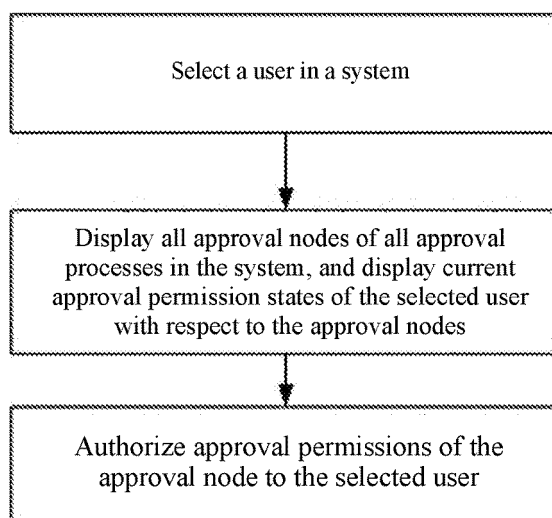 Select a user in a system
Display all approval nodes of all approval
processes in the system, and display current
approval permission states of the selected user
with respect to the approval nodes
Authorize approval permissions of the
approval node to the selected user